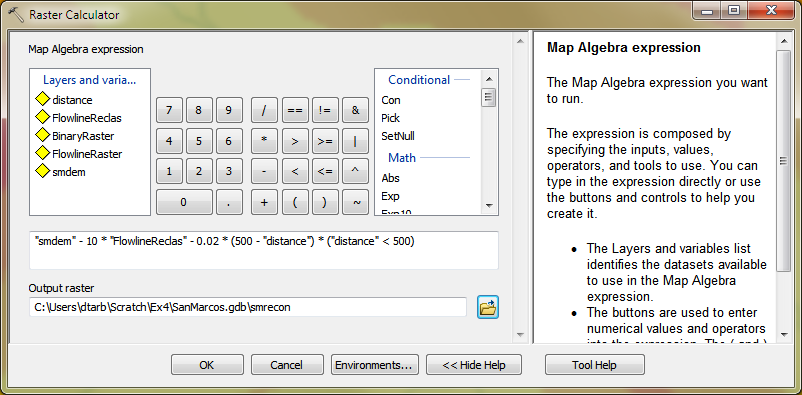 Raster Calculator
Map Algebra expression
Layers and varia...
distance
FlowlineReclas
BinaryRaster
FlowlineRaster
smdem
7 8 9 / == != &
4 5 6 * > >= |
1 2 3 - < <= ^
0 . + ( ) ~
Conditional
Con
Pick
SetNull
Math
Abs
Exp
Exp10
"smdem" - 10 * "FlowlineReclas" - 0.02 * (500 - "distance") * ("distance" < 500)
Output raster
C:\Users\dtarb\Scratch\Ex4\SanMarcos.gdb\smrecon
Map Algebra expression
The Map Algebra expression you want
to run.
The expression is composed by
specifying the inputs, values,
operators, and tools to use. You can
type in the expression directly or use
the buttons and controls to help you
create it.
• The Layers and variables list
identifies the datasets available
to use in the Map Algebra
expression.
• The buttons are used to enter
numerical values and operators
into the expression. The ( and )
OK
Cancel
Environments...
<< Hide Help
Tool Help